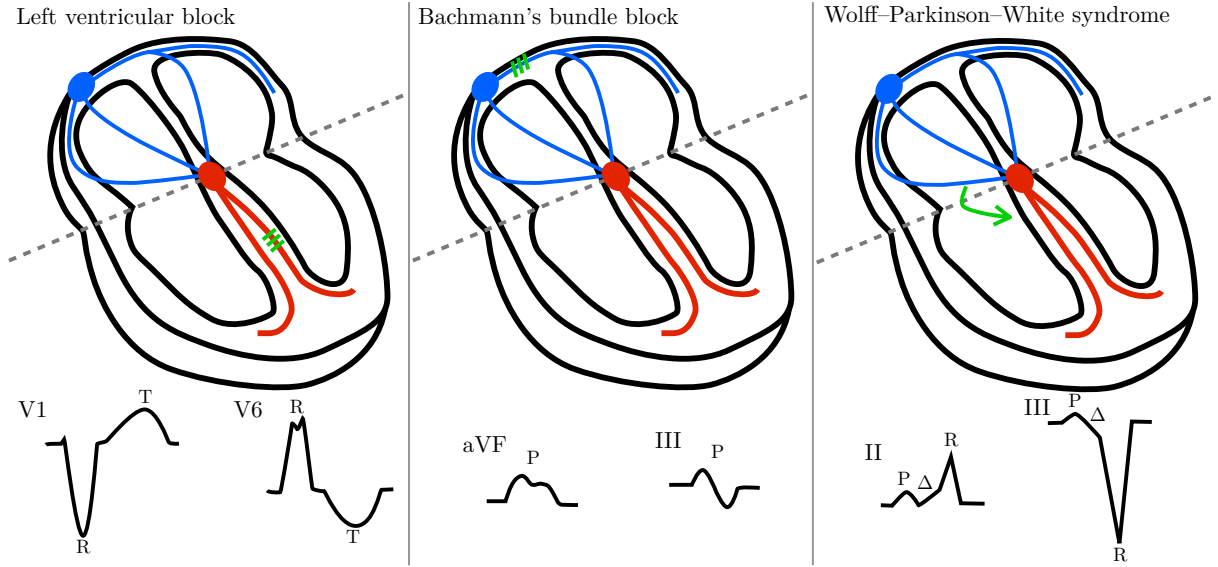 Left ventricular block
V1
T
R
V6
R
T
Bachmann's bundle block
aVF
P
III
P
Wolff–Parkinson–White syndrome
II
P
Δ
R
III
P
Δ
R